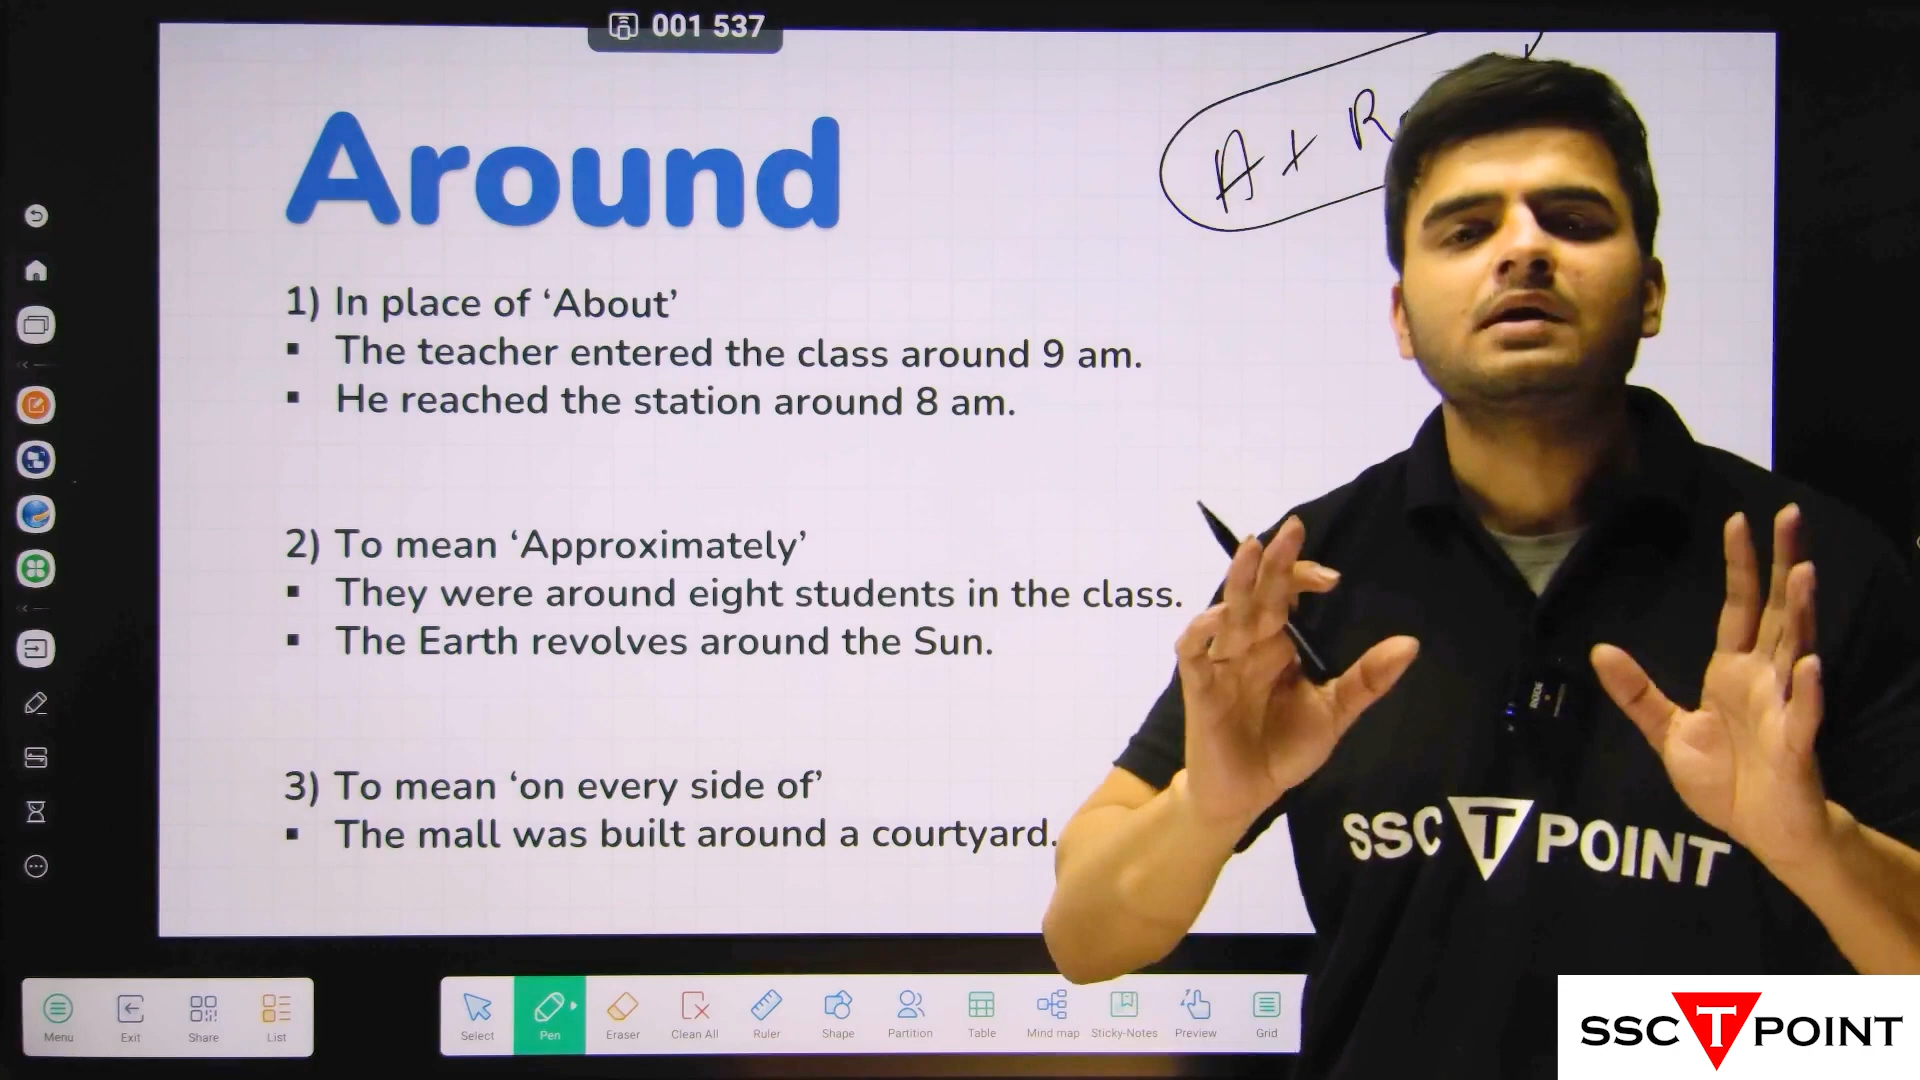 001 537
Around
A + R
1) In place of ‘About’
▪ The teacher entered the class around 9 am.
▪ He reached the station around 8 am.
2) To mean ‘Approximately’
▪ They were around eight students in the class.
▪ The Earth revolves around the Sun.
3) To mean ‘on every side of’
▪ The mall was built around a courtyard.
RODE
SSC T POINT
Menu Exit Share List
Select Pen Eraser Clean All Ruler Shape Partition Table Mind map Sticky-Notes Preview Grid
SSC T POINT